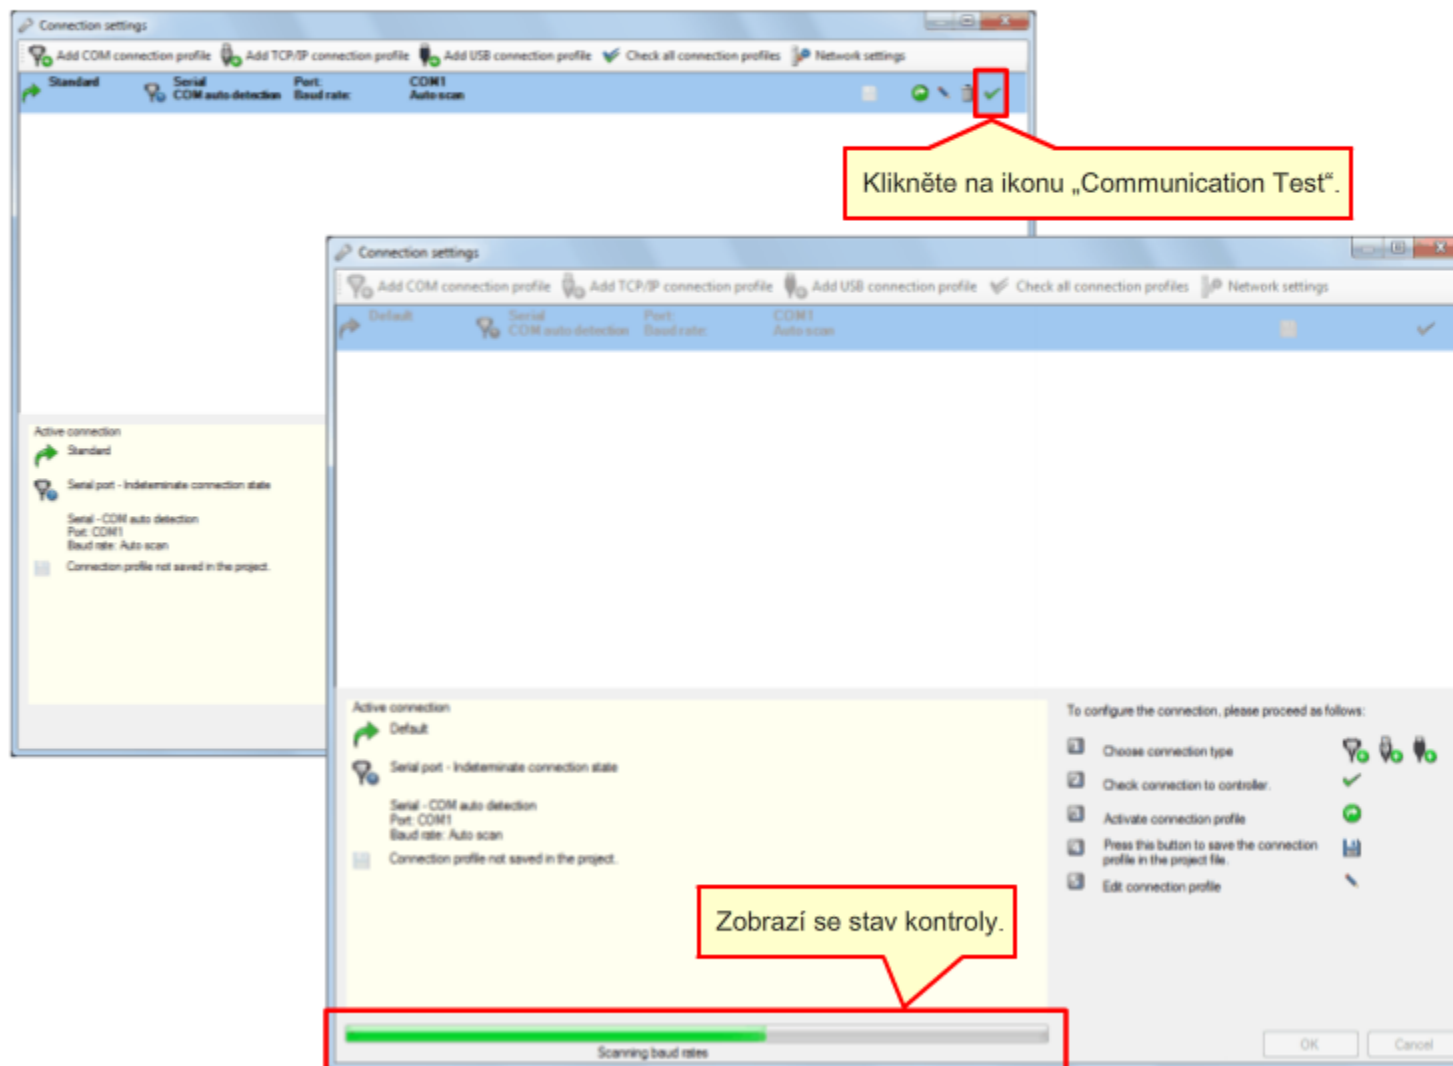 Connection settings
Add COM connection profile Add TCP/IP connection profile Add USB connection profile Check all connection profiles Network settings
Standard Serial Port: COM1
COM auto detection Baud rate: Auto scan
Klikněte na ikonu „Communication Test“.
Active connection
Standard
Serial port - Indeterminate connection state
Serial - COM auto detection
Port: COM1
Baud rate: Auto scan
Connection profile not saved in the project.
Connection settings
Add COM connection profile Add TCP/IP connection profile Add USB connection profile Check all connection profiles Network settings
Default Serial Port: COM1
COM auto detection Baud rate: Auto scan
Active connection
Default
Serial port - Indeterminate connection state
Serial - COM auto detection
Port: COM1
Baud rate: Auto scan
Connection profile not saved in the project.
To configure the connection, please proceed as follows:
Choose connection type
Check connection to controller.
Activate connection profile
Press this button to save the connection
profile in the project file.
Edit connection profile
Zobrazí se stav kontroly.
Scanning baud rates
OK Cancel